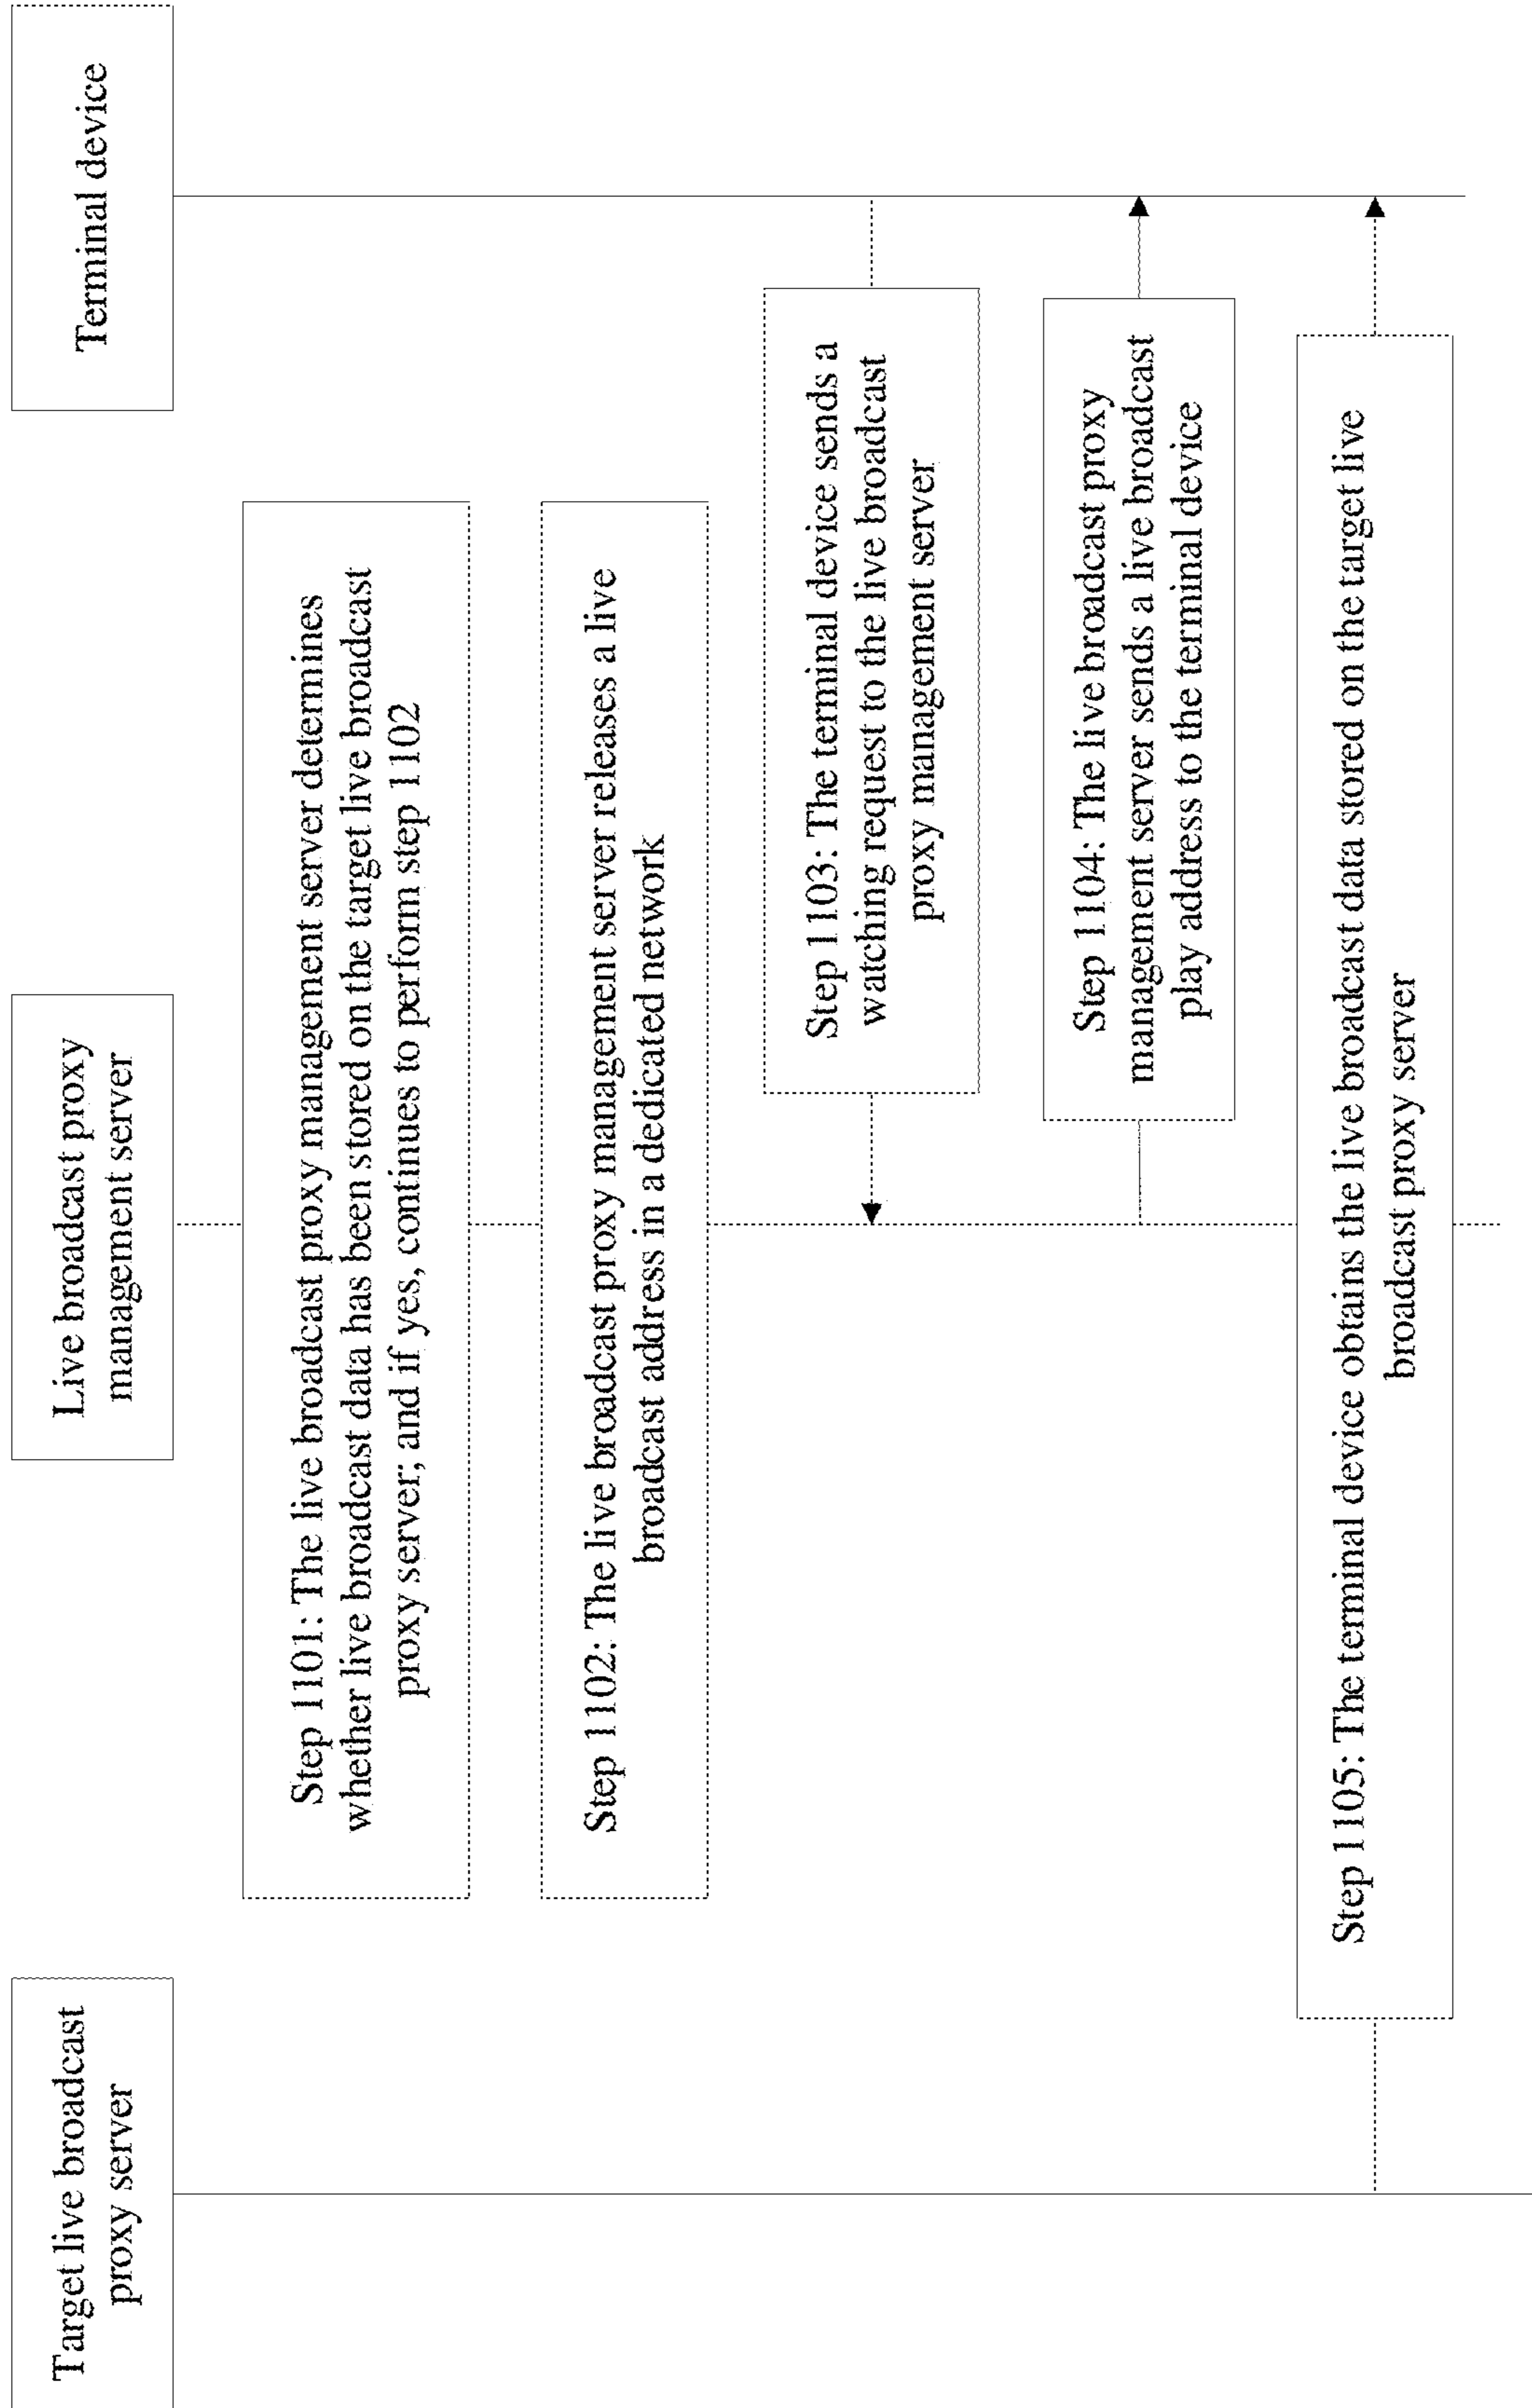 Target live broadcast
proxy server
Live broadcast proxy
management server
Terminal device
Step 1101: The live broadcast proxy management server determines
whether live broadcast data has been stored on the target live broadcast
proxy server; and if yes, continues to perform step 1102
Step 1102: The live broadcast proxy management server releases a live
broadcast address in a dedicated network
Step 1103: The terminal device sends a
watching request to the live broadcast
proxy management server
Step 1104: The live broadcast proxy
management server sends a live broadcast
play address to the terminal device
Step 1105: The terminal device obtains the live broadcast data stored on the target live
broadcast proxy server